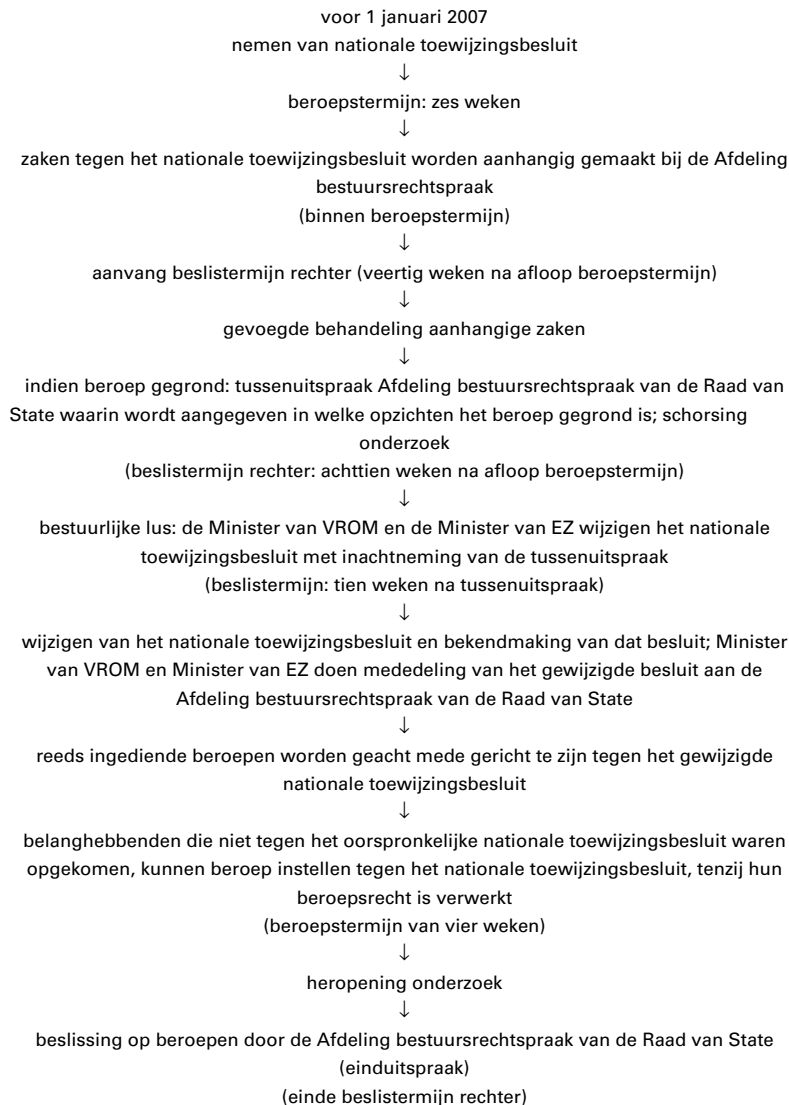 voor 1 januari 2007
nemen van nationale toewijzingsbesluit
↓
beroepstermijn: zes weken
↓
zaken tegen het nationale toewijzingsbesluit worden aanhangig gemaakt bij de Afdeling
bestuursrechtspraak
(binnen beroepstermijn)
↓
aanvang beslistermijn rechter (veertig weken na afloop beroepstermijn)
↓
gevoegde behandeling aanhangige zaken
↓
indien beroep gegrond: tussenuitspraak Afdeling bestuursrechtspraak van de Raad van
State waarin wordt aangegeven in welke opzichten het beroep gegrond is; schorsing
onderzoek
(beslistermijn rechter: achttien weken na afloop beroepstermijn)
↓
bestuurlijke lus: de Minister van VROM en de Minister van EZ wijzigen het nationale
toewijzingsbesluit met inachtneming van de tussenuitspraak
(beslistermijn: tien weken na tussenuitspraak)
↓
wijzigen van het nationale toewijzingsbesluit en bekendmaking van dat besluit; Minister
van VROM en Minister van EZ doen mededeling van het gewijzigde besluit aan de
Afdeling bestuursrechtspraak van de Raad van State
↓
reeds ingediende beroepen worden geacht mede gericht te zijn tegen het gewijzigde
nationale toewijzingsbesluit
↓
belanghebbenden die niet tegen het oorspronkelijke nationale toewijzingsbesluit waren
opgekomen, kunnen beroep instellen tegen het nationale toewijzingsbesluit, tenzij hun
beroepsrecht is verwerkt
(beroepstermijn van vier weken)
↓
heropening onderzoek
↓
beslissing op beroepen door de Afdeling bestuursrechtspraak van de Raad van State
(einduitspraak)
(einde beslistermijn rechter)